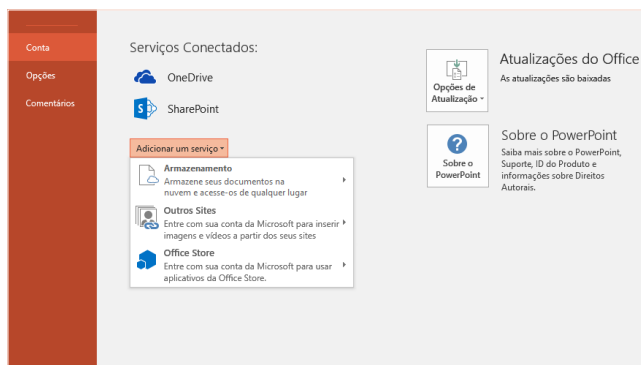 Conta
Opções
Comentários
Serviços Conectados:
OneDrive
SharePoint
Adicionar um serviço
Armazenamento
Armazene seus documentos na
nuvem e acesse-os de qualquer lugar
Outros Sites
Entre com sua conta da Microsoft para inserir
imagens e vídeos a partir dos seus sites
Office Store
Entre com sua conta da Microsoft para usar
aplicativos da Office Store.
Opções de
Atualização
Atualizações do Office
As atualizações são baixadas
Sobre o
PowerPoint
Sobre o PowerPoint
Saiba mais sobre o PowerPoint,
Suporte, ID do Produto e
informações sobre Direitos
Autorais.